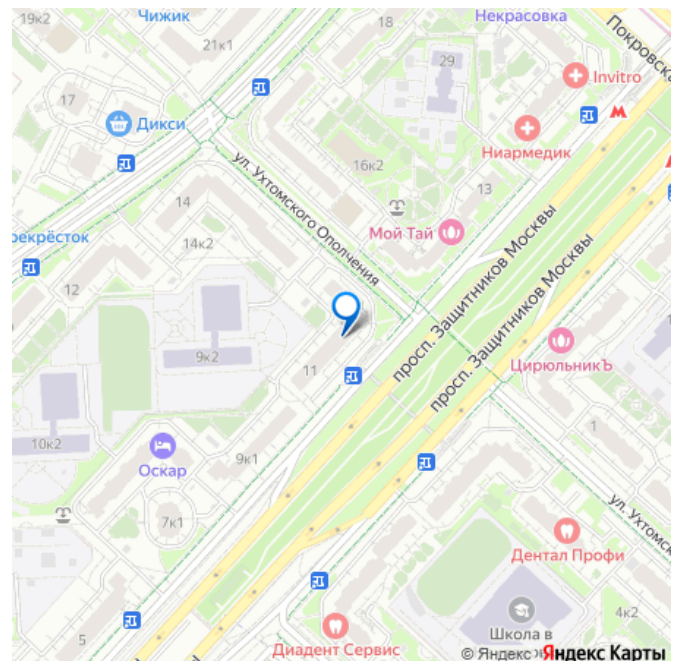 19к2
Чижик
18
Некрасовка
Покровска
21к1
29
Invitro
17
Дикси
Ниармедик
16к2
ул. Ухтомского Ополчения
13
14
Мой Тай
рекрёсток
14к2
12
просп. Защитников Москвы
просп. Защитников Москвы
ЦирюльникЪ
9к2
11
1
10к2
Оскар
9к1
7к1
ул. Ухтомск
Дентал Профи
4к2
Школа в
5
Диадент Сервис
© Яндекс Яндекс Карты